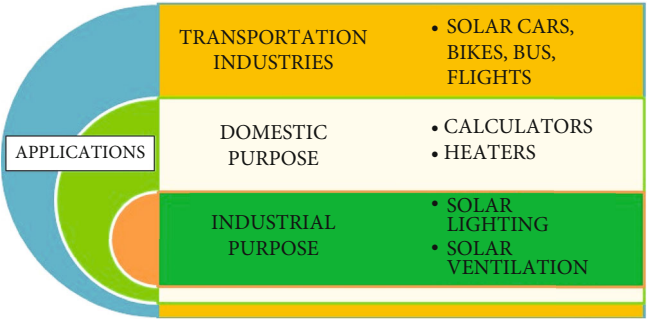 APPLICATIONS
TRANSPORTATION
INDUSTRIES
• SOLAR CARS,
BIKES, BUS,
FLIGHTS
DOMESTIC
PURPOSE
• CALCULATORS
• HEATERS
INDUSTRIAL
PURPOSE
• SOLAR
LIGHTING
• SOLAR
VENTILATION